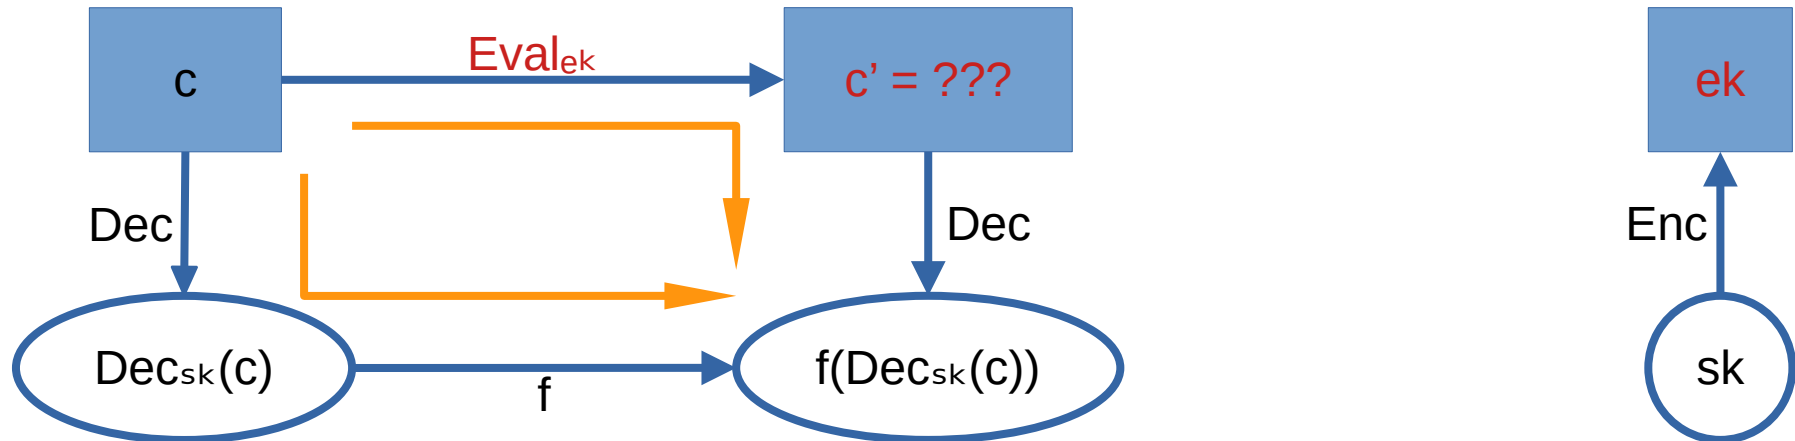 Evalₑₖ
c
c’ = ???
ek
Dec
Dec
Enc
Decₛₖ(c)
f
f(Decₛₖ(c))
sk